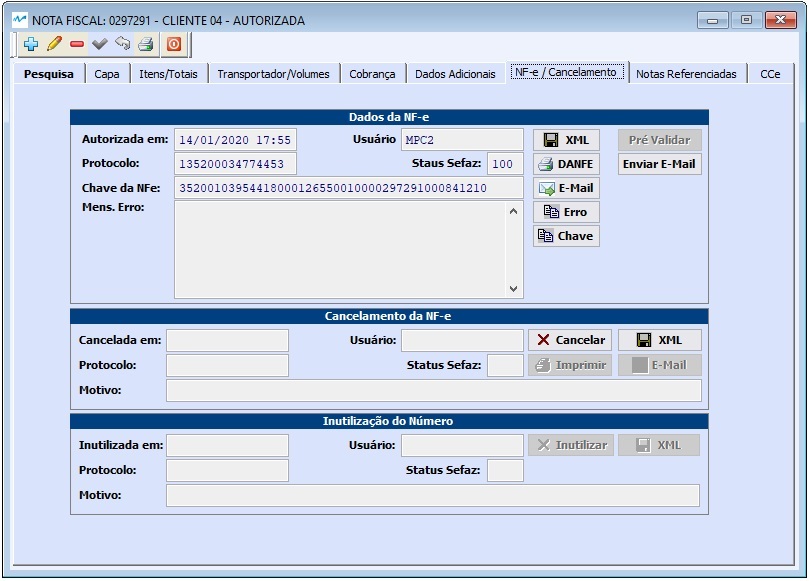 NOTA FISCAL: 0297291 - CLIENTE 04 - AUTORIZADA
Pesquisa Capa Itens/Totais Transportador/Volumes Cobrança Dados Adicionais NF-e / Cancelamento Notas Referenciadas CCe
Dados da NF-e
Autorizada em: 14/01/2020 17:55 Usuário MPC2 XML Pré Validar
Protocolo: 135200034774453 Staus Sefaz: 100 DANFE Enviar E-Mail
Chave da NFe: 35200103954418000126550010000297291000841210 E-Mail
Mens. Erro: Erro
Chave
Cancelamento da NF-e
Cancelada em: Usuário: Cancelar XML
Protocolo: Status Sefaz: Imprimir E-Mail
Motivo:
Inutilização do Número
Inutilizada em: Usuário: Inutilizar XML
Protocolo: Status Sefaz:
Motivo: